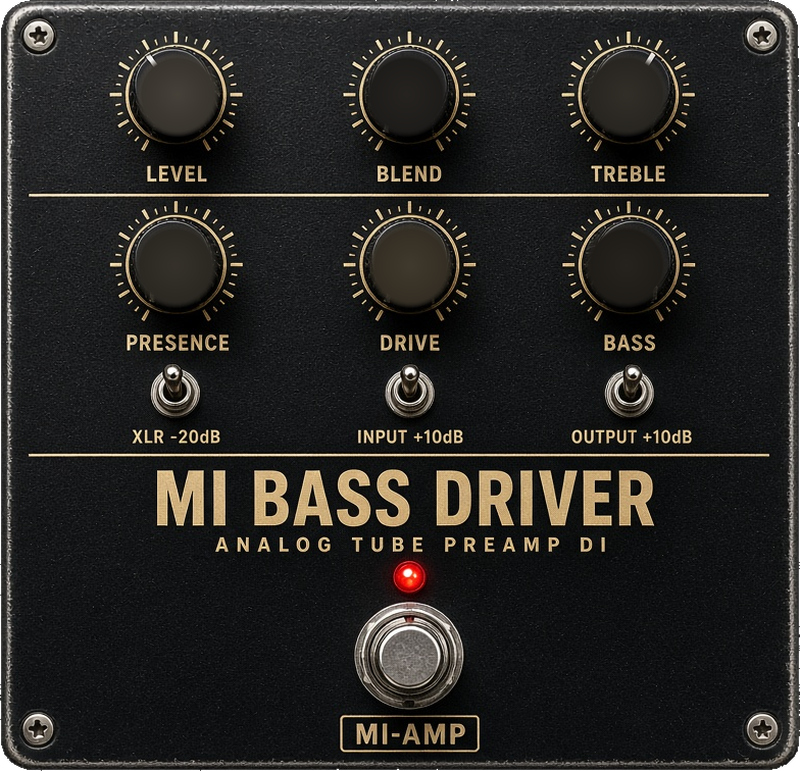 LEVEL BLEND TREBLE
PRESENCE DRIVE BASS
XLR -20dB INPUT +10dB OUTPUT +10dB
MI BASS DRIVER
ANALOG TUBE PREAMP DI
MI-AMP